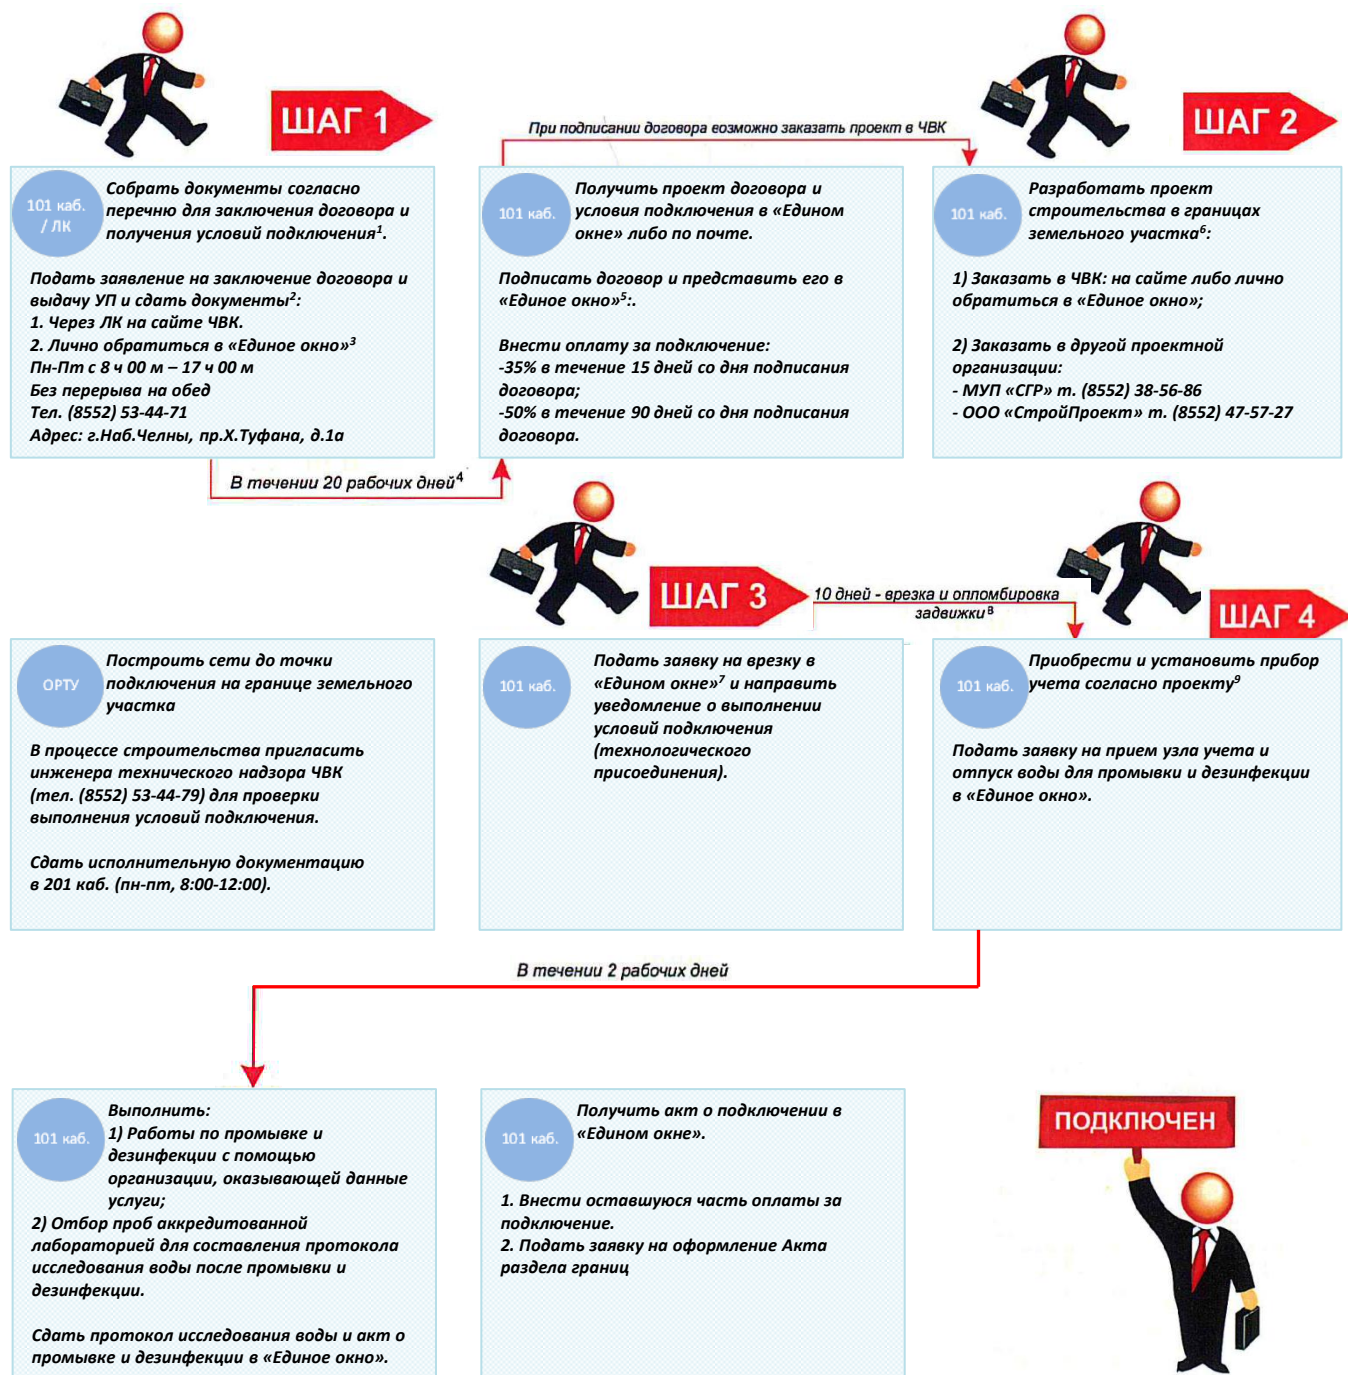 ШАГ 1
При подписании договора возможно заказать проект в ЧВК
ШАГ 2
101 каб.
/ ЛК
Собрать документы согласно
перечню для заключения договора и
получения условий подключения¹.
Подать заявление на заключение договора и
выдачу УП и сдать документы²:
1. Через ЛК на сайте ЧВК.
2. Лично обратиться в «Единое окно»³
Пн-Пт с 8 ч 00 м – 17 ч 00 м
Без перерыва на обед
Тел. (8552) 53-44-71
Адрес: г.Наб.Челны, пр.Х.Туфана, д.1а
101 каб.
Получить проект договора и
условия подключения в «Едином
окне» либо по почте.
Подписать договор и представить его в
«Единое окно»⁵:.
Внести оплату за подключение:
-35% в течение 15 дней со дня подписания
договора;
-50% в течение 90 дней со дня подписания
договора.
101 каб.
Разработать проект
строительства в границах
земельного участка⁶:
1) Заказать в ЧВК: на сайте либо лично
обратиться в «Единое окно»;
2) Заказать в другой проектной
организации:
- МУП «СГР» т. (8552) 38-56-86
- ООО «СтройПроект» т. (8552) 47-57-27
В течении 20 рабочих дней⁴
ШАГ 3
10 дней - врезка и опломбировка
задвижки⁸
ШАГ 4
ОРТУ
Построить сети до точки
подключения на границе земельного
участка
В процессе строительства пригласить
инженера технического надзора ЧВК
(тел. (8552) 53-44-79) для проверки
выполнения условий подключения.
Сдать исполнительную документацию
в 201 каб. (пн-пт, 8:00-12:00).
101 каб.
Подать заявку на врезку в
«Едином окне»⁷ и направить
уведомление о выполнении
условий подключения
(технологического
присоединения).
101 каб.
Приобрести и установить прибор
учета согласно проекту⁹
Подать заявку на прием узла учета и
отпуск воды для промывки и дезинфекции
в «Единое окно».
В течении 2 рабочих дней
101 каб.
Выполнить:
1) Работы по промывке и
дезинфекции с помощью
организации, оказывающей данные
услуги;
2) Отбор проб аккредитованной
лабораторией для составления протокола
исследования воды после промывки и
дезинфекции.
Сдать протокол исследования воды и акт о
промывке и дезинфекции в «Единое окно».
101 каб.
Получить акт о подключении в
«Едином окне».
1. Внести оставшуюся часть оплаты за
подключение.
2. Подать заявку на оформление Акта
раздела границ
ПОДКЛЮЧЕН